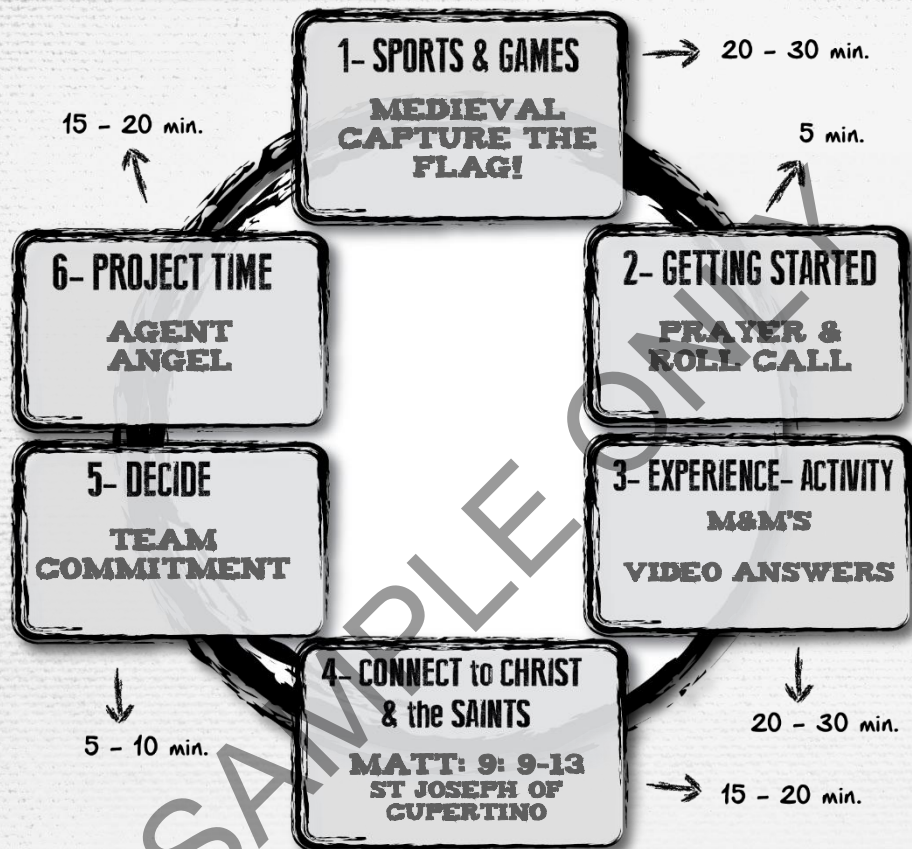 1- SPORTS & GAMES
MEDIEVAL
CAPTURE THE
FLAG!
20 - 30 min.
2- GETTING STARTED
PRAYER &
ROLL CALL
5 min.
3- EXPERIENCE- ACTIVITY
M&M'S
VIDEO ANSWERS
20 - 30 min.
4- CONNECT to CHRIST
& the SAINTS
MATT: 9: 9-13
ST JOSEPH OF
CUPERTINO
15 - 20 min.
5- DECIDE
TEAM
COMMITMENT
5 - 10 min.
6- PROJECT TIME
AGENT
ANGEL
15 - 20 min.
SAMPLE ONLY